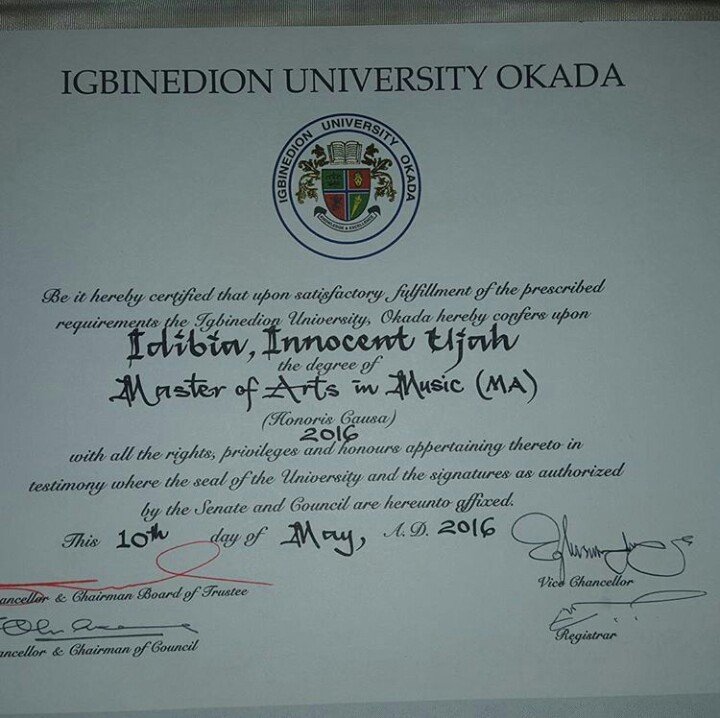 IGBINEDION UNIVERSITY OKADA
IGBINEDION UNIVERSITY OKADA
KNOWLEDGE & EXCELLENCE
Be it hereby certified that upon satisfactory fulfillment of the prescribed
requirements the Igbinedion University, Okada hereby confers upon
Idibia, Innocent Ujah
the degree of
Master of Arts in Music (MA)
(Honoris Causa)
2016
with all the rights, privileges and honours appertaining thereto in
testimony where the seal of the University and the signatures as authorized
by the Senate and Council are hereunto affixed.
This 10th day of May, A.D. 2016
ancellor & Chairman Board of Trustee
Vice Chancellor
ancellor & Chairman of Council
Registrar